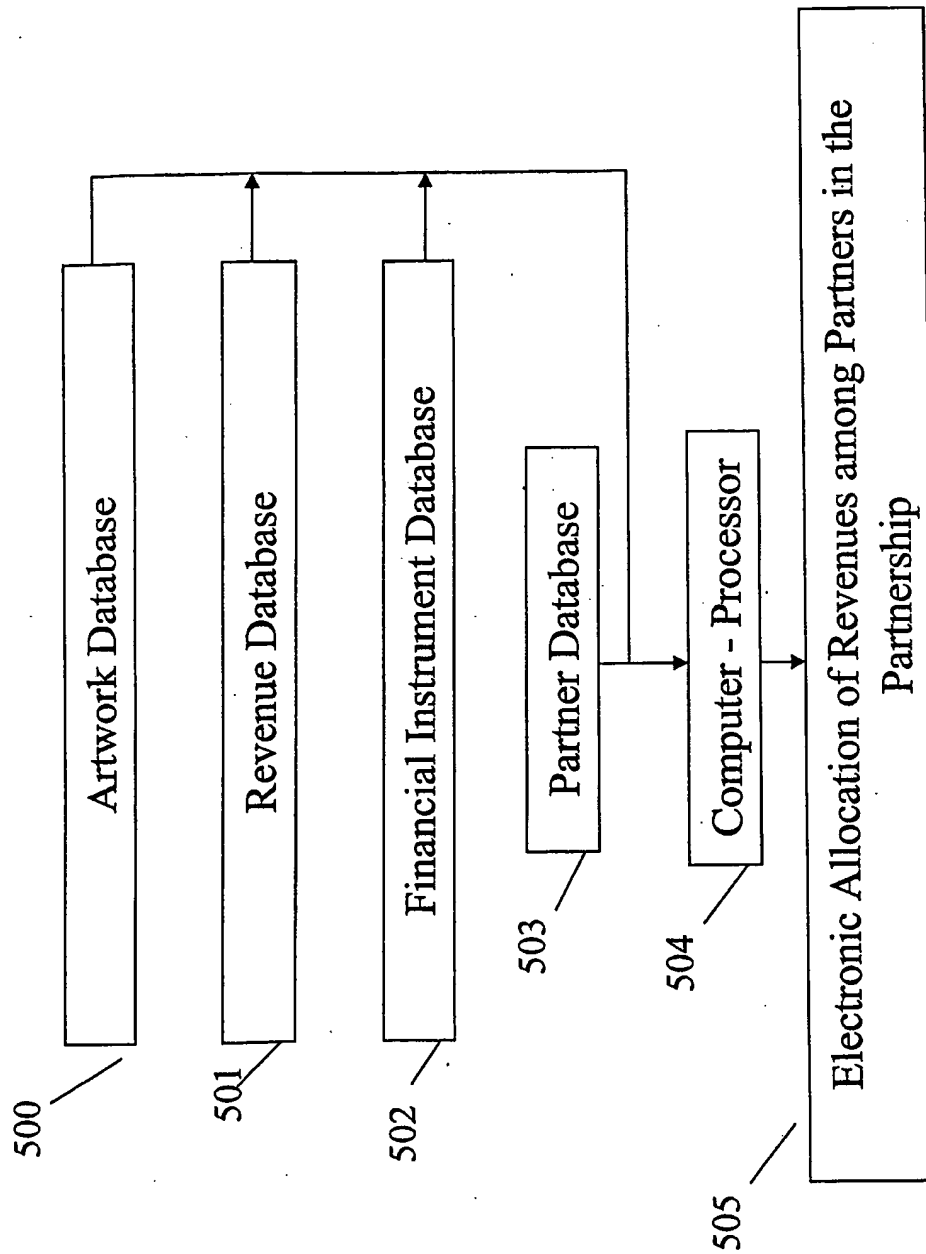 500
Artwork Database
501
Revenue Database
502
Financial Instrument Database
503
Partner Database
504
Computer - Processor
505
Electronic Allocation of Revenues among Partners in the
Partnership